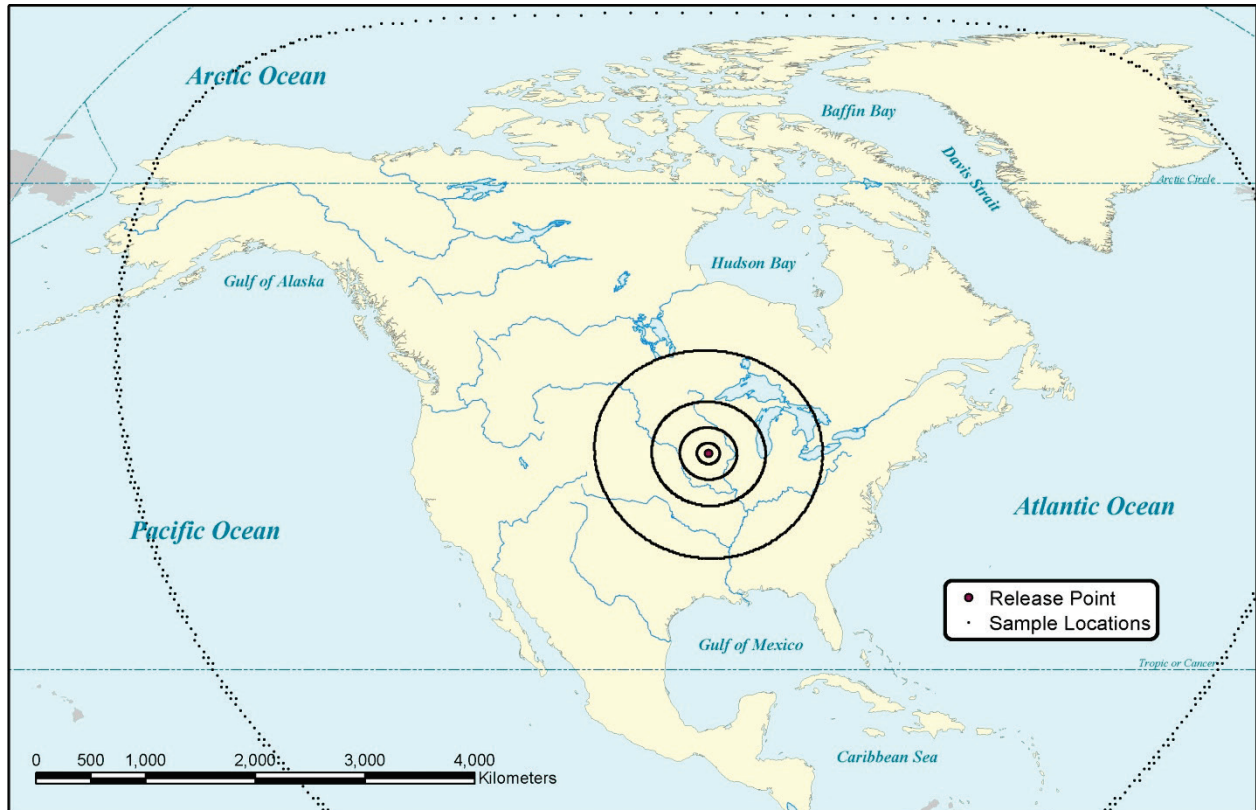 Arctic Ocean
Baffin Bay
Davis Strait
Arctic Circle
Hudson Bay
Gulf of Alaska
Pacific Ocean
Atlantic Ocean
Release Point
Sample Locations
Gulf of Mexico
Tropic or Cancer
Caribbean Sea
0 500 1,000 2,000 3,000 4,000
Kilometers